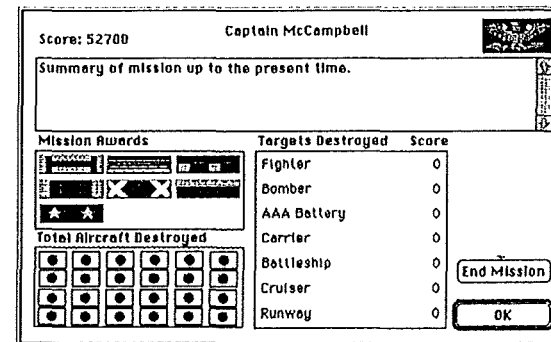 Score: 52700
Captain McCampbell
Summary of mission up to the present time.
Mission Awards
Total Aircraft Destroyed
Targets Destroyed Score
Fighter 0
Bomber 0
AAA Battery 0
Carrier 0
Battleship 0
Cruiser 0
Runway 0
End Mission
OK